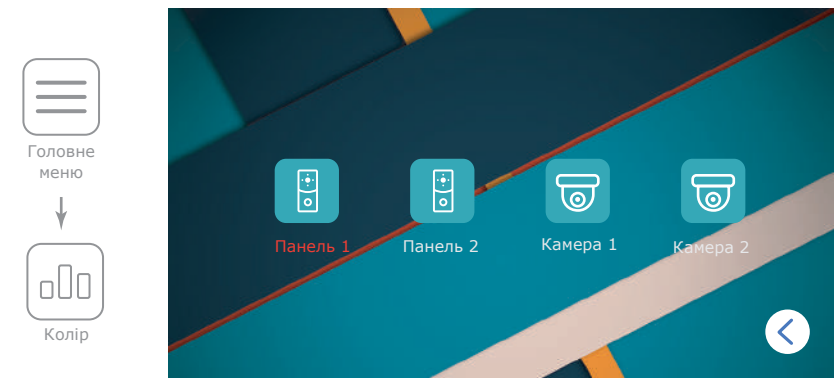 Головне
меню
Колір
Панель 1
Панель 2
Камера 1
Камера 2